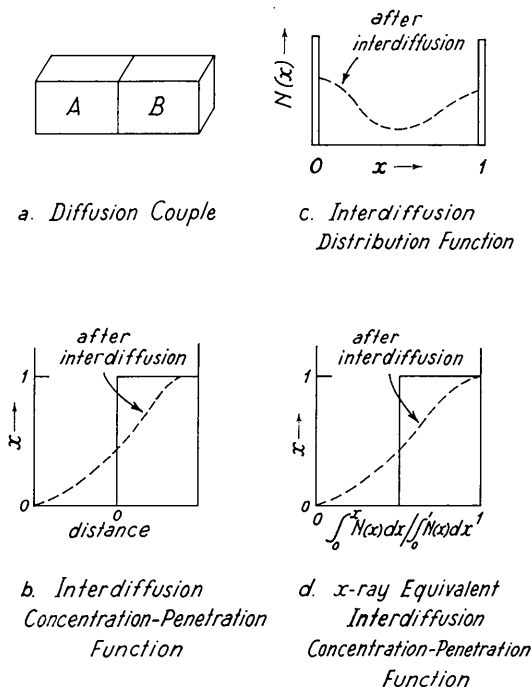 A
B
a. Diffusion Couple
after
interdiffusion
N(x) →
0 x → 1
c. Interdiffusion
Distribution Function
after
interdiffusion
1
x →
0
0
distance
b. Interdiffusion
Concentration-Penetration
Function
after
interdiffusion
1
x →
0
0 1
∫₀ˣN(x)dx/∫₀¹N(x)dx
d. x-ray Equivalent
Interdiffusion
Concentration-Penetration
Function